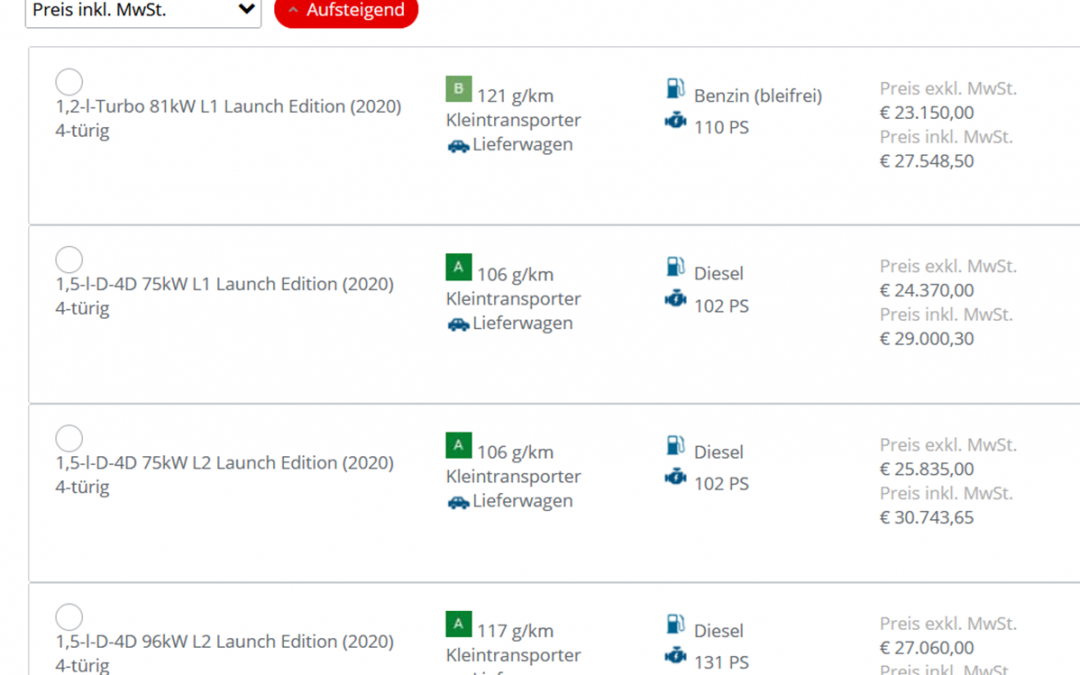 Preis inkl. MwSt.
Aufsteigend
1,2-l-Turbo 81kW L1 Launch Edition (2020)
4-türig
B 121 g/km
Kleintransporter
Lieferwagen
Benzin (bleifrei)
110 PS
Preis exkl. MwSt.
€ 23.150,00
Preis inkl. MwSt.
€ 27.548,50
1,5-l-D-4D 75kW L1 Launch Edition (2020)
4-türig
A 106 g/km
Kleintransporter
Lieferwagen
Diesel
102 PS
Preis exkl. MwSt.
€ 24.370,00
Preis inkl. MwSt.
€ 29.000,30
1,5-l-D-4D 75kW L2 Launch Edition (2020)
4-türig
A 106 g/km
Kleintransporter
Lieferwagen
Diesel
102 PS
Preis exkl. MwSt.
€ 25.835,00
Preis inkl. MwSt.
€ 30.743,65
1,5-l-D-4D 96kW L2 Launch Edition (2020)
4-türig
A 117 g/km
Kleintransporter
Diesel
131 PS
Preis exkl. MwSt.
€ 27.060,00
Preis inkl. MwSt.